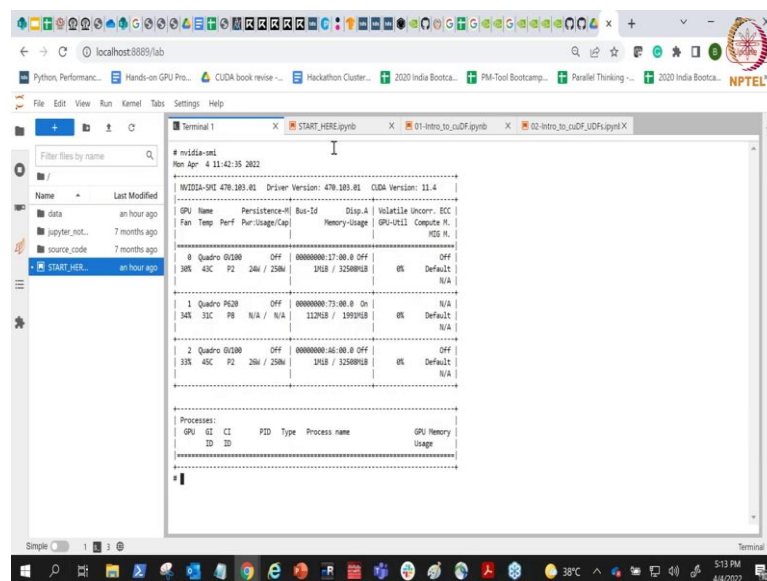 localhost:8889/lab
Python, Performanc... Hands-on GPU Pro... CUDA book revise -... Hackathon Cluster... 2020 India Bootca... PM-Tool Bootcamp... Parallel Thinking -... 2020 India Bootca...
NPTEL
File Edit View Run Kernel Tabs Settings Help
Terminal 1 START_HERE.ipynb 01-Intro_to_cuDF.ipynb 02-Intro_to_cuDF_UDFs.ipynl
Filter files by name
/
Name Last Modified
data an hour ago
jupyter_not... 7 months ago
source_code 7 months ago
START_HER... an hour ago
# nvidia-smi
Mon Apr 4 11:42:35 2022
NVIDIA-SMI 470.103.01 Driver Version: 470.103.01 CUDA Version: 11.4
GPU Name Persistence-M| Bus-Id Disp.A | Volatile Uncorr. ECC
Fan Temp Perf Pwr:Usage/Cap| Memory-Usage | GPU-Util Compute M.
MIG M.
0 Quadro GV100 Off | 00000000:17:00.0 Off | Off
30% 43C P2 24W / 250W | 1MiB / 32508MiB | 0% Default
N/A
1 Quadro P620 Off | 00000000:73:00.0 On | N/A
34% 31C P8 N/A / N/A | 112MiB / 1991MiB | 0% Default
N/A
2 Quadro GV100 Off | 00000000:A6:00.0 Off | Off
33% 45C P2 26W / 250W | 1MiB / 32508MiB | 0% Default
N/A
Processes:
GPU GI CI PID Type Process name GPU Memory
ID ID Usage
#
Simple 1 3 Terminal
38°C 5:13 PM
4/4/2022